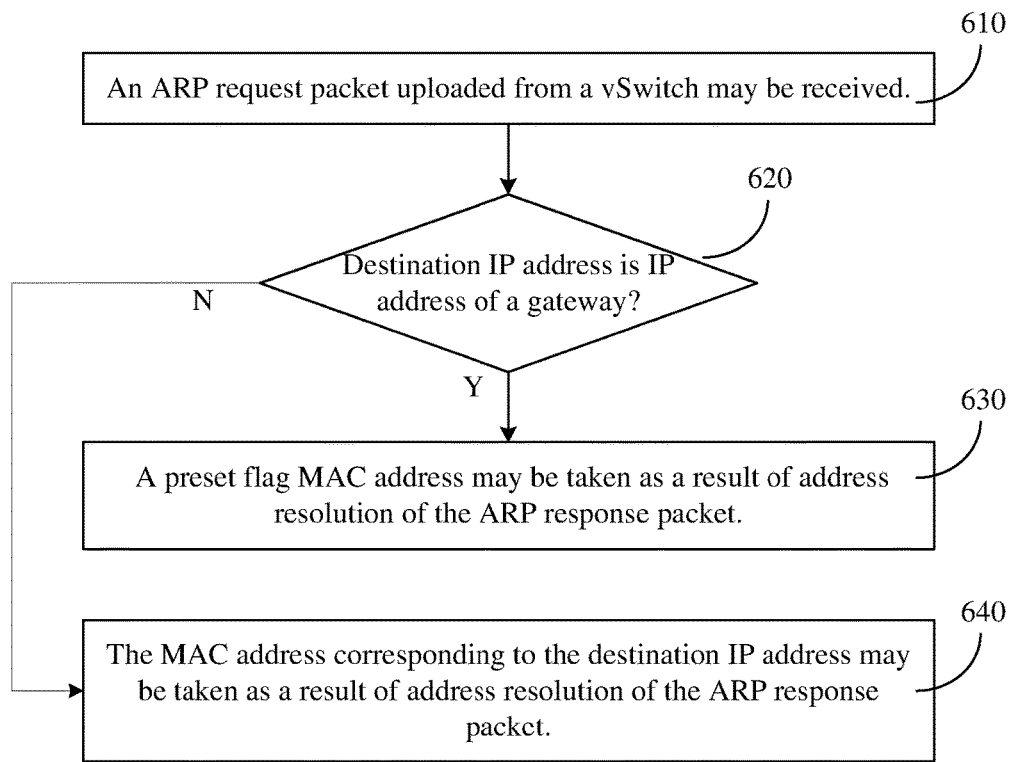 610
An ARP request packet uploaded from a vSwitch may be received.
620
Destination IP address is IP
address of a gateway?
N
Y
630
A preset flag MAC address may be taken as a result of address
resolution of the ARP response packet.
640
The MAC address corresponding to the destination IP address may
be taken as a result of address resolution of the ARP response
packet.